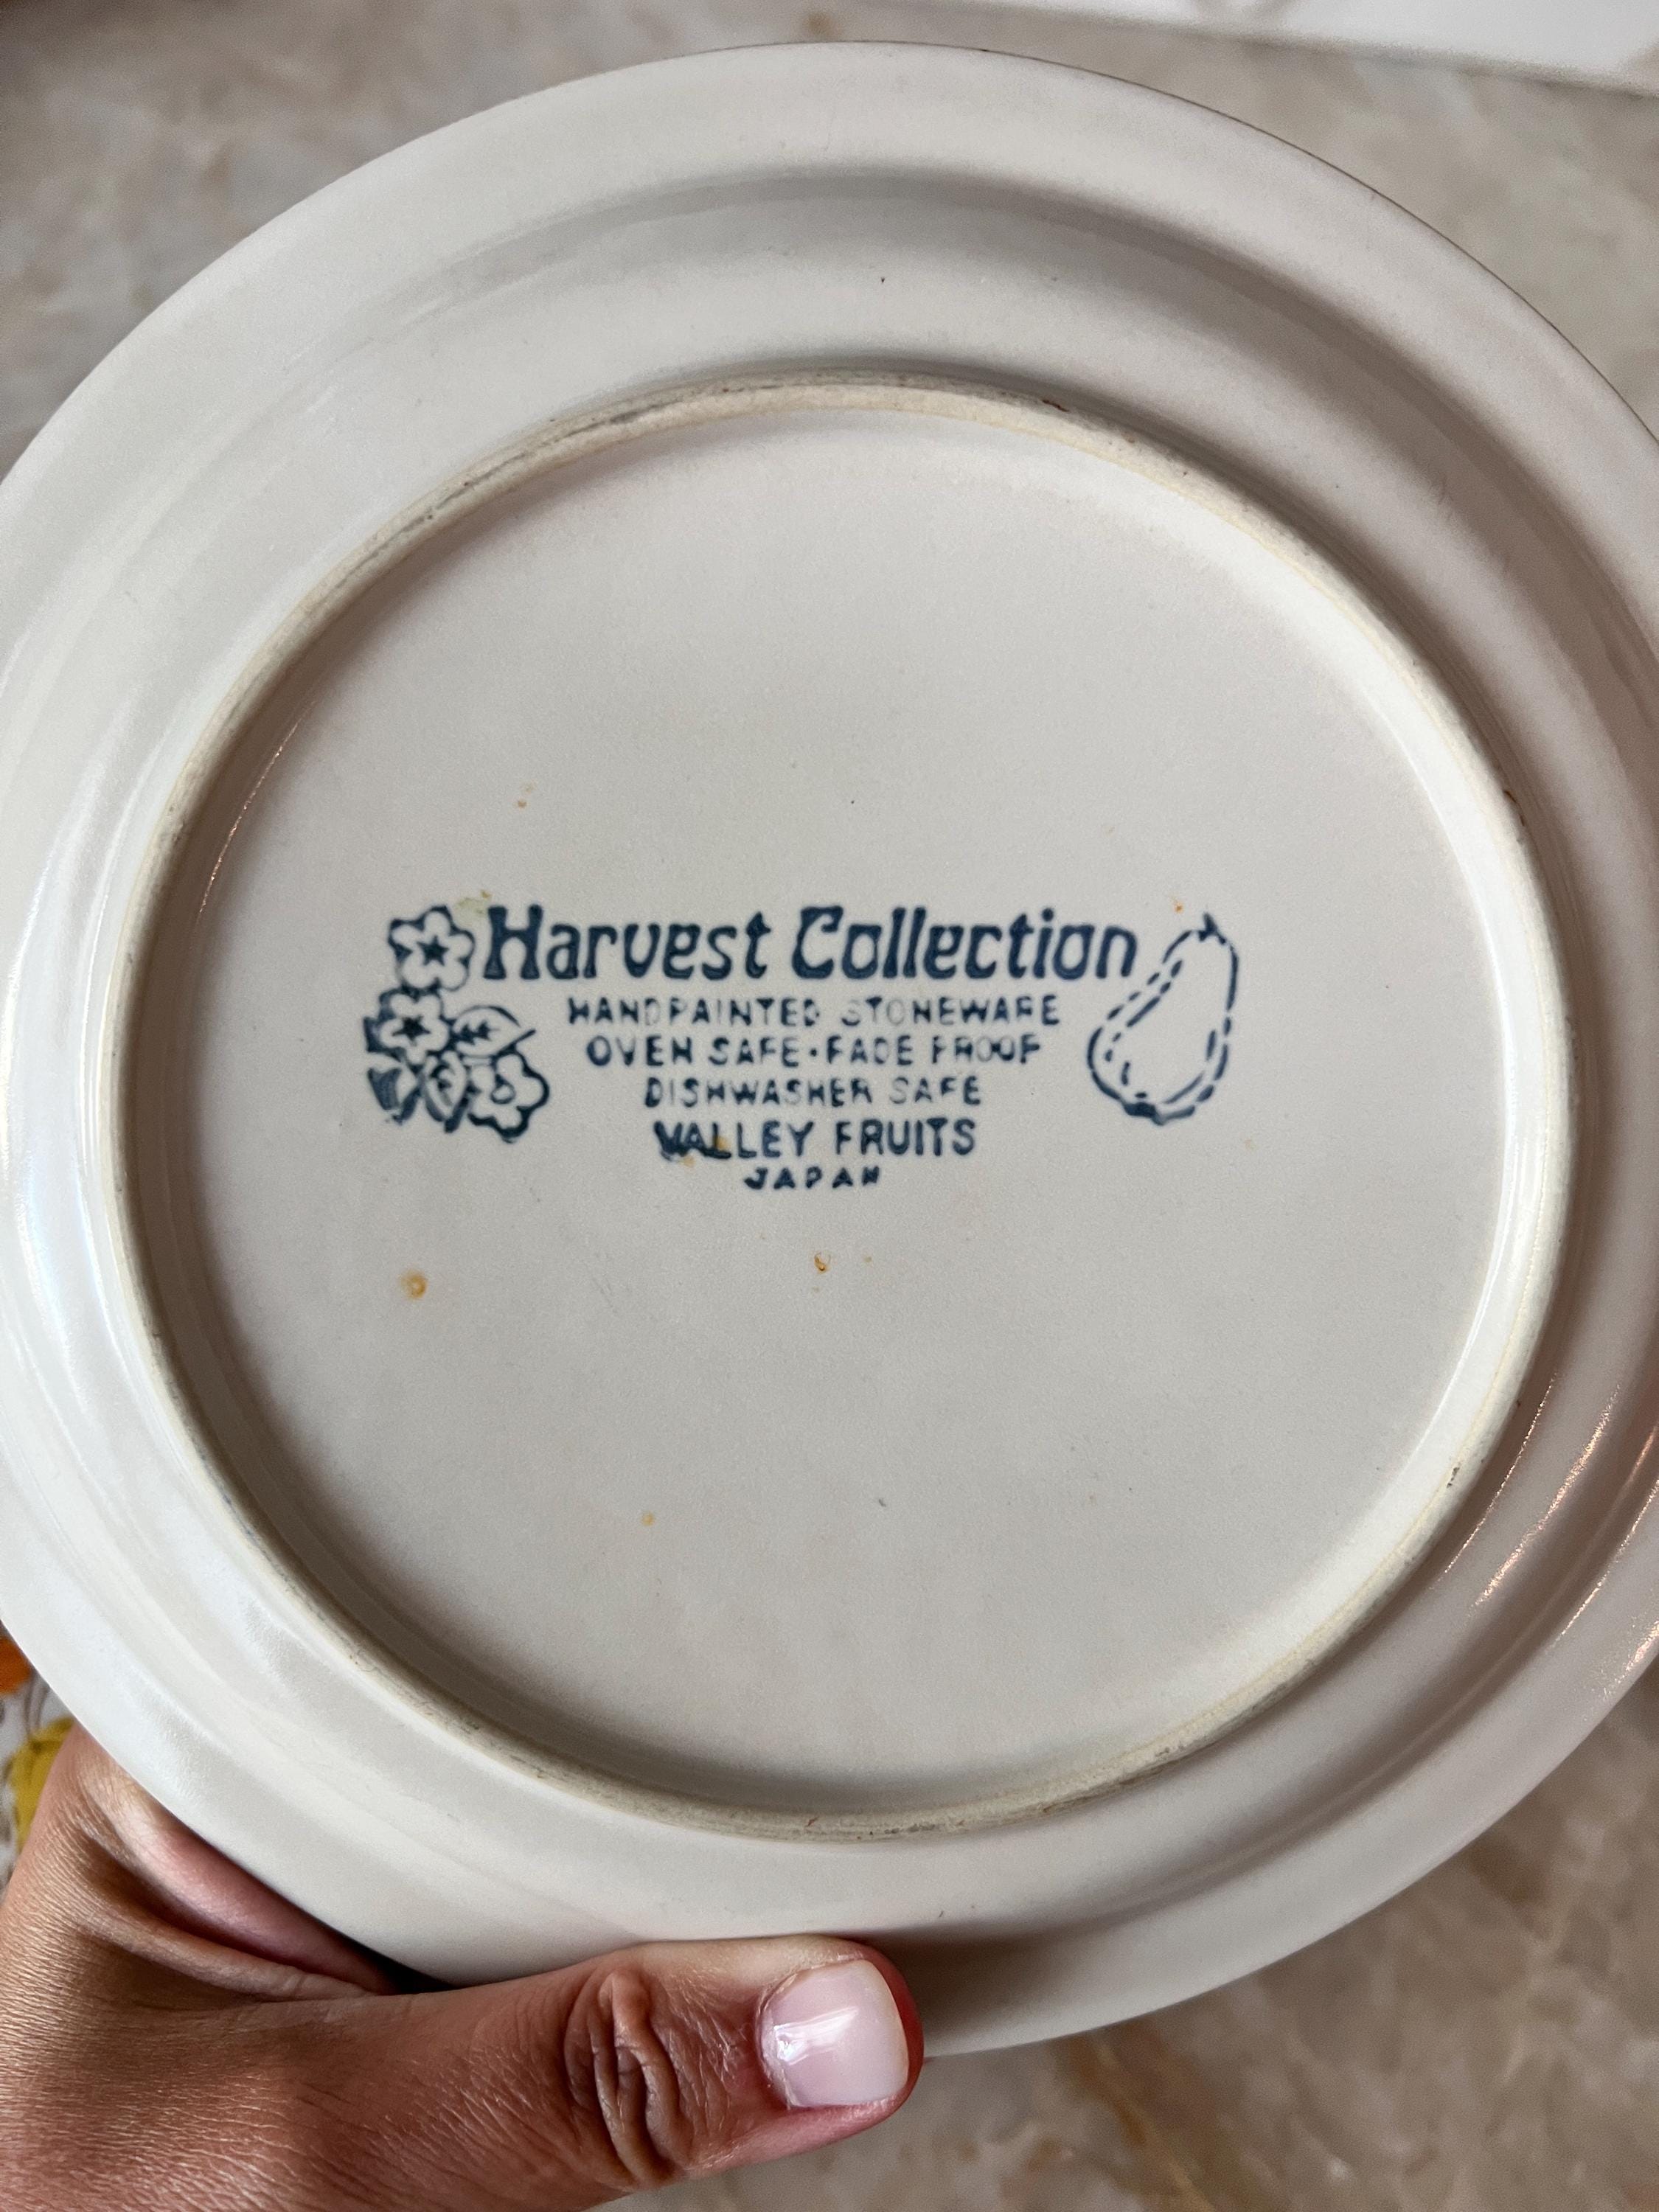 Harvest Collection
HANDPAINTED STONEWARE
OVEN SAFE·FADE PROOF
DISHWASHER SAFE
VALLEY FRUITS
JAPAN